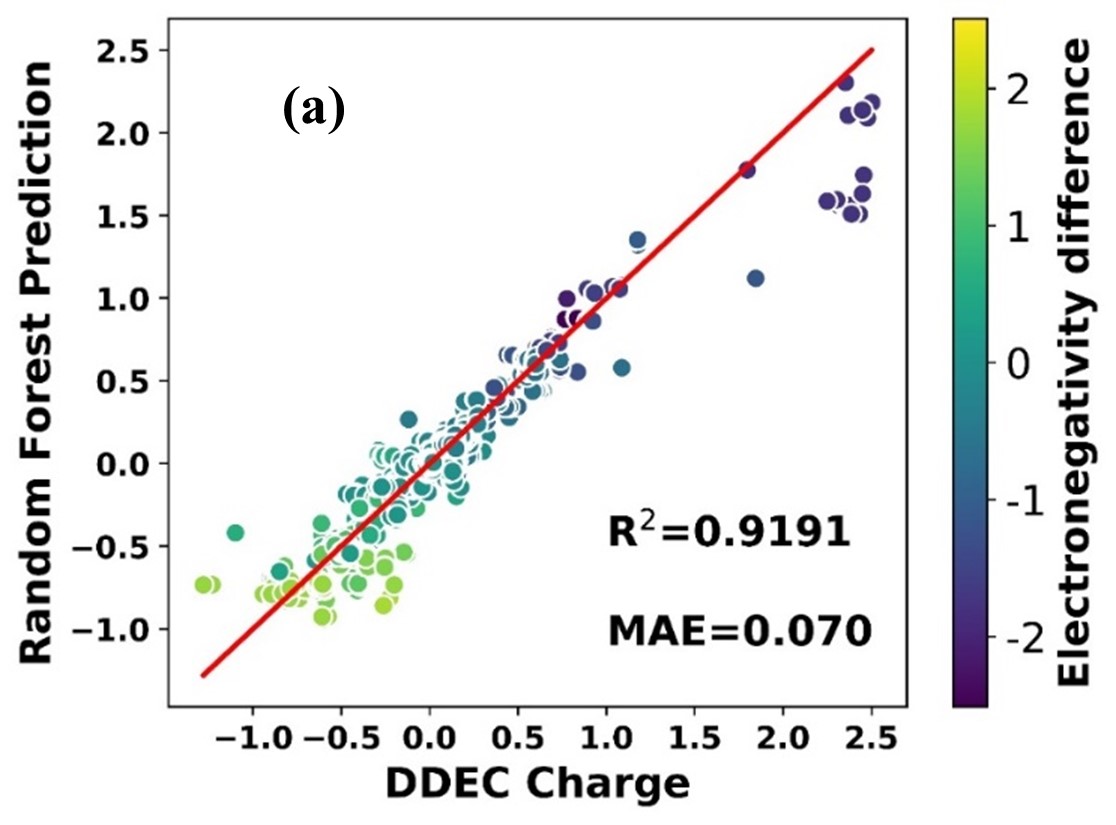 (a)
Random Forest Prediction
2.5
2.0
1.5
1.0
0.5
0.0
−0.5
−1.0
R²=0.9191
MAE=0.070
−1.0 −0.5 0.0 0.5 1.0 1.5 2.0 2.5
DDEC Charge
2
1
0
-1
-2
Electronegativity difference